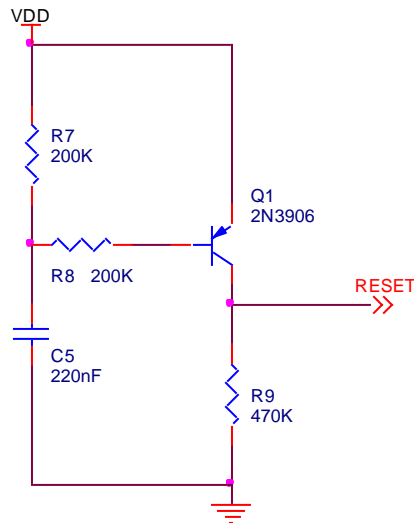 VDD
R7
200K
Q1
2N3906
R8 200K
RESET
C5
220nF
R9
470K